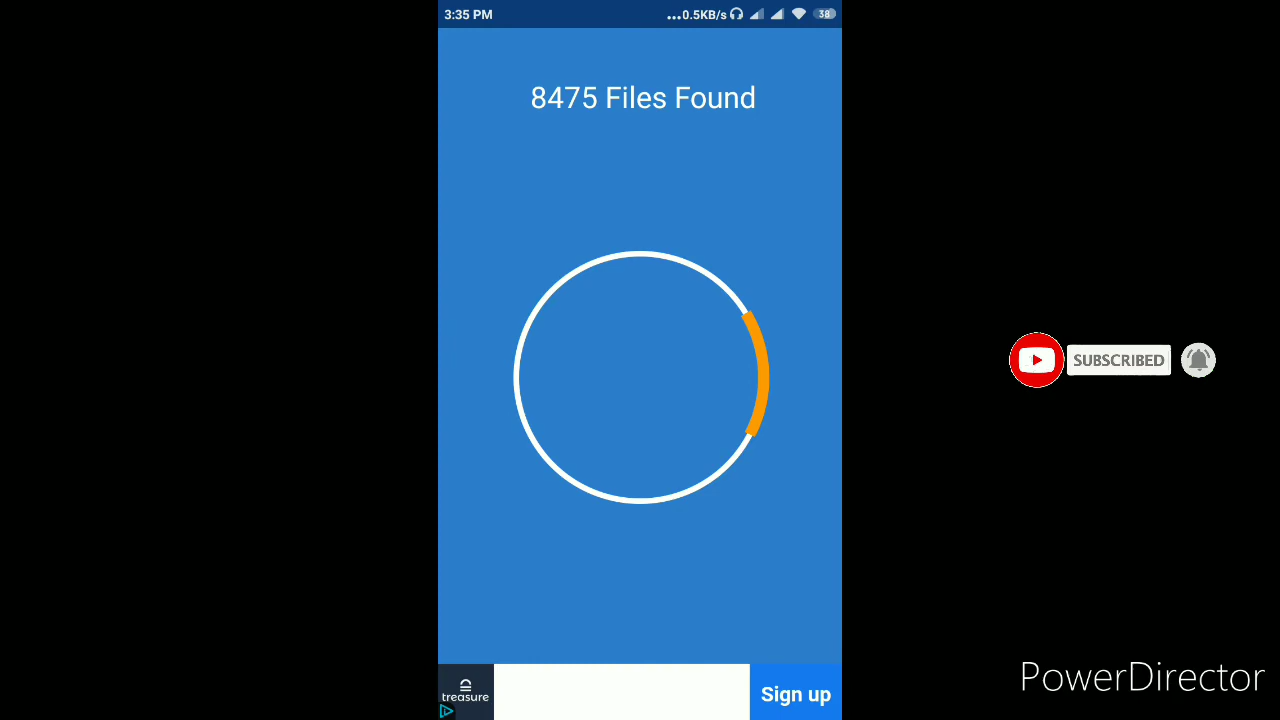 3:35 PM
...0.5KB/s
38
8475 Files Found
SUBSCRIBED
treasure
Sign up
PowerDirector